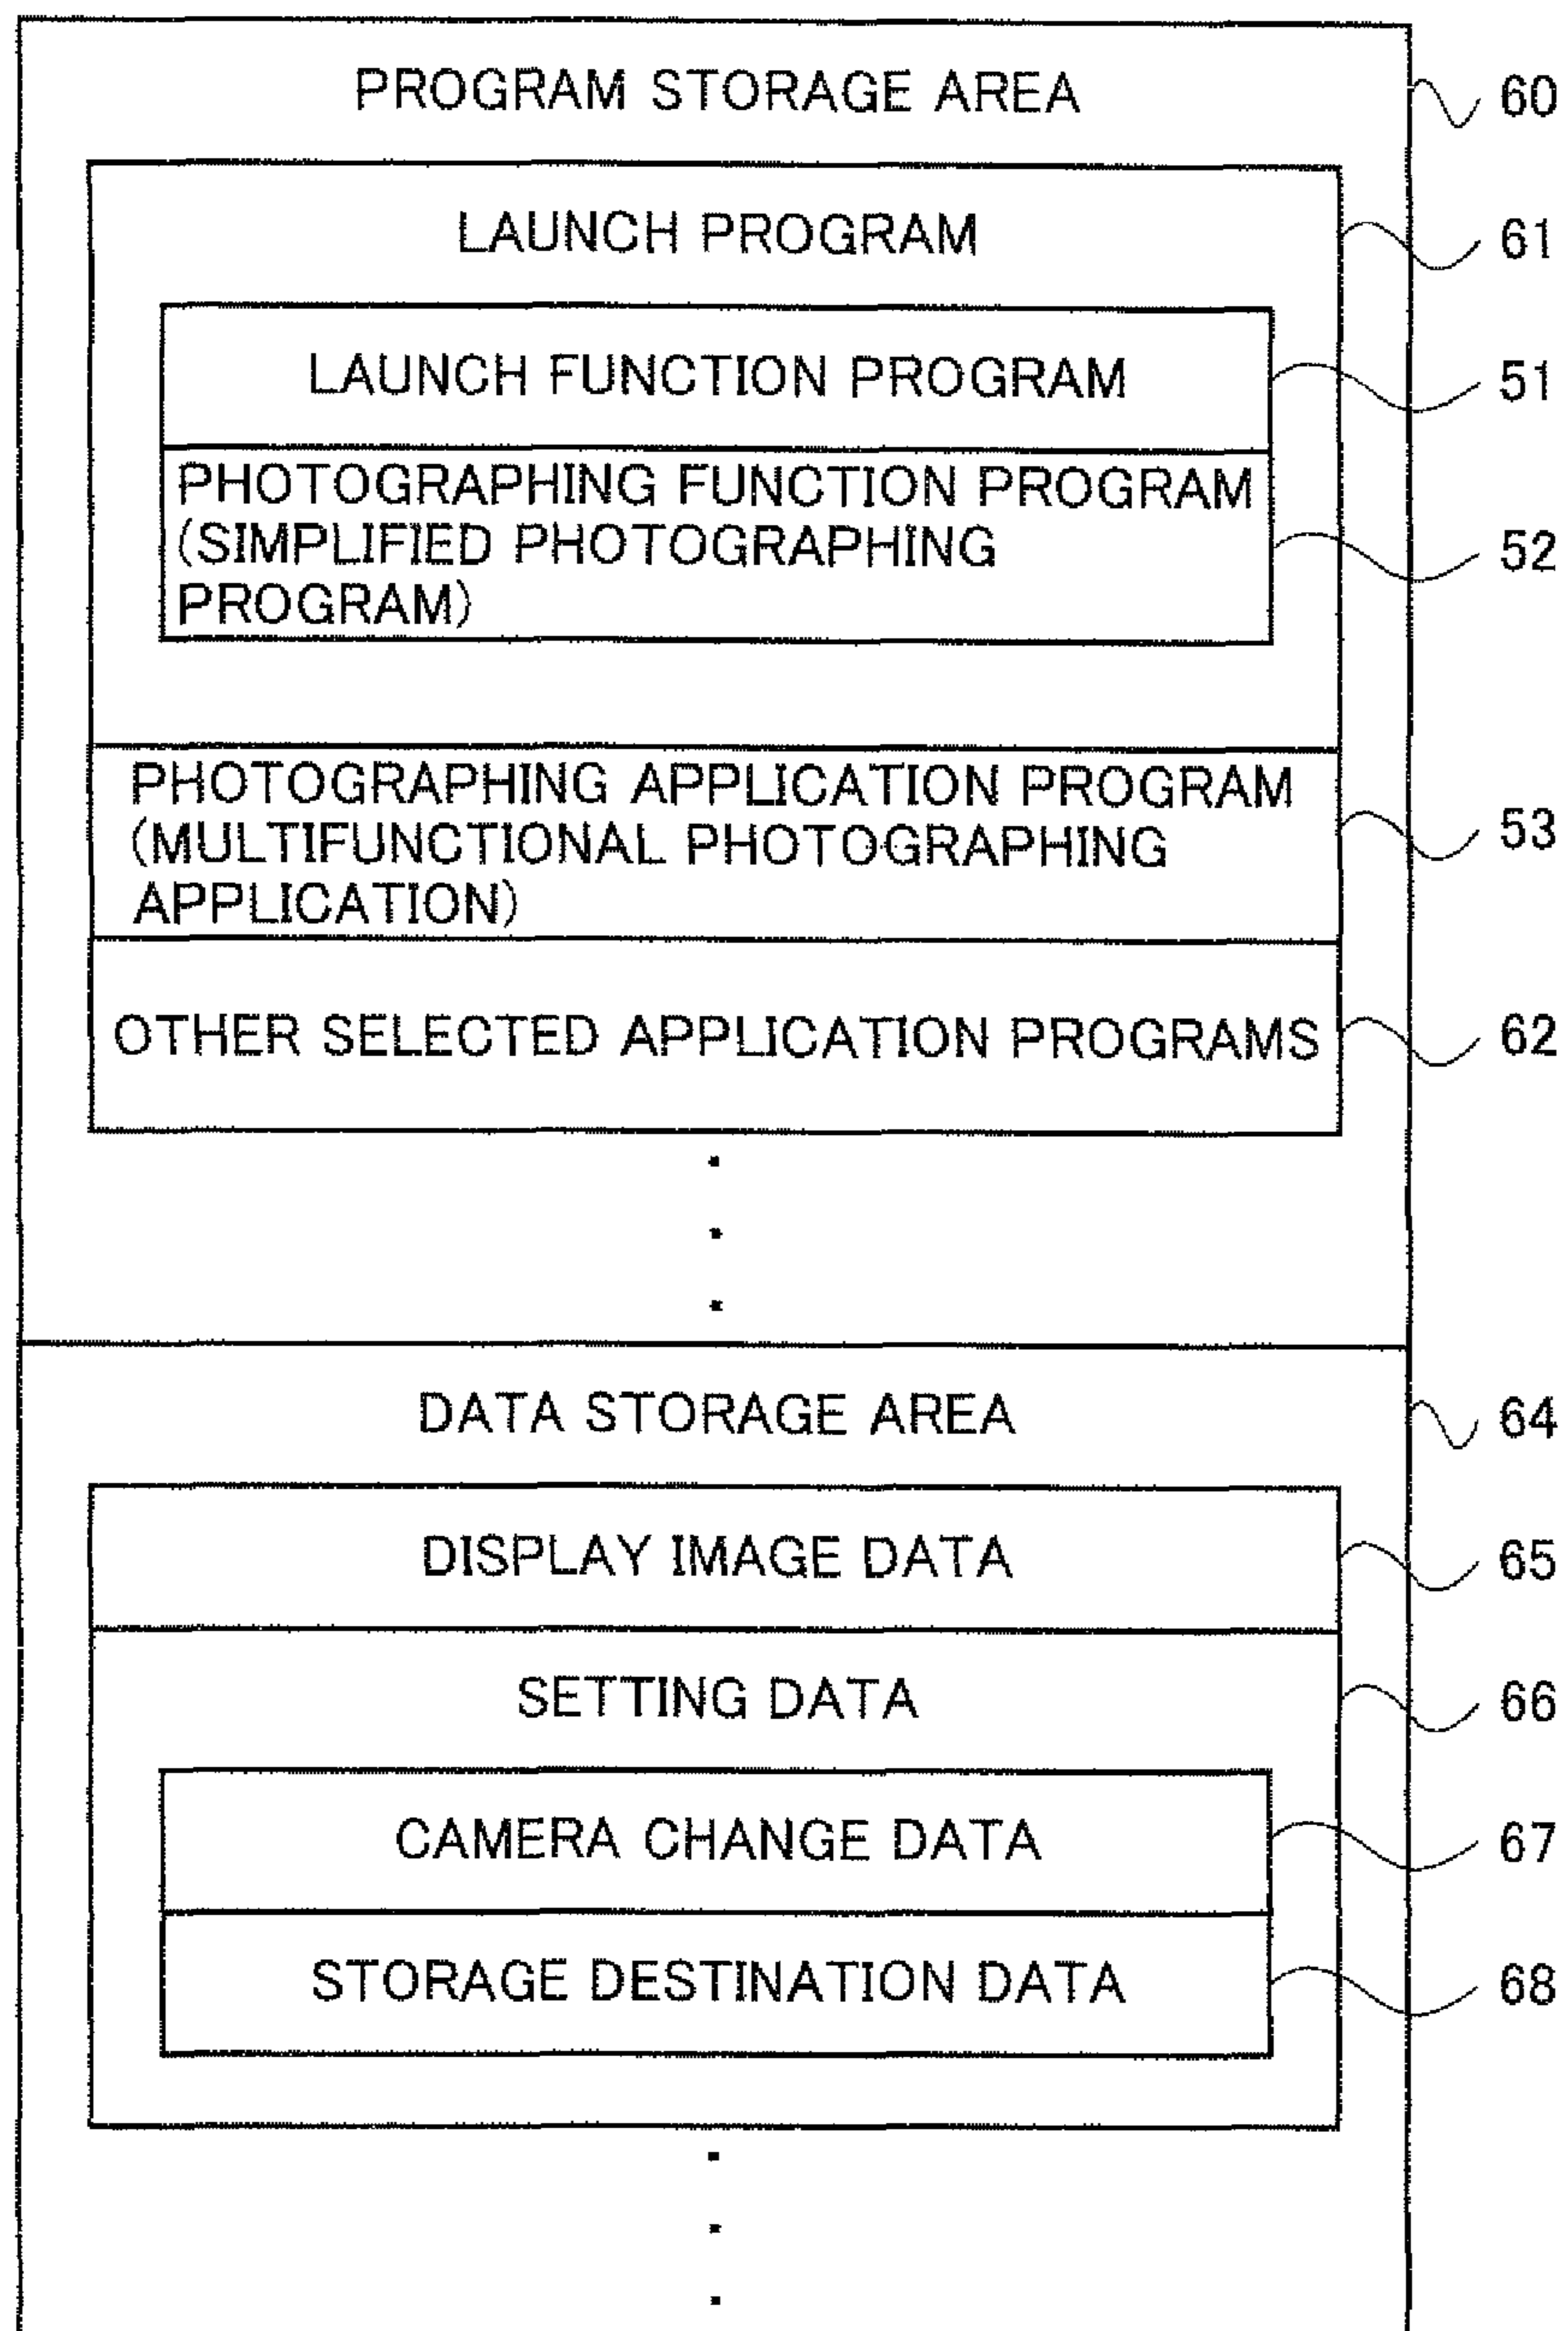 PROGRAM STORAGE AREA
60
LAUNCH PROGRAM
61
LAUNCH FUNCTION PROGRAM
51
PHOTOGRAPHING FUNCTION PROGRAM
(SIMPLIFIED PHOTOGRAPHING
PROGRAM)
52
PHOTOGRAPHING APPLICATION PROGRAM
(MULTIFUNCTIONAL PHOTOGRAPHING
APPLICATION)
53
OTHER SELECTED APPLICATION PROGRAMS
62
DATA STORAGE AREA
64
DISPLAY IMAGE DATA
65
SETTING DATA
66
CAMERA CHANGE DATA
67
STORAGE DESTINATION DATA
68